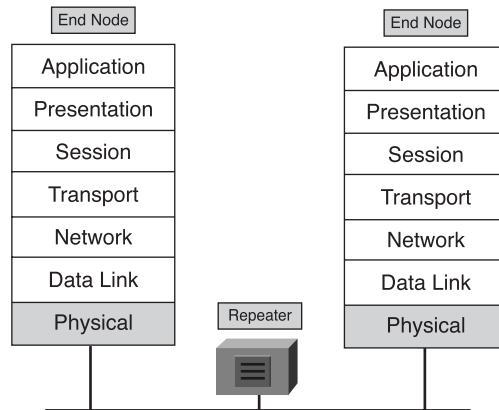 End Node
Application
Presentation
Session
Transport
Network
Data Link
Physical
Repeater
End Node
Application
Presentation
Session
Transport
Network
Data Link
Physical